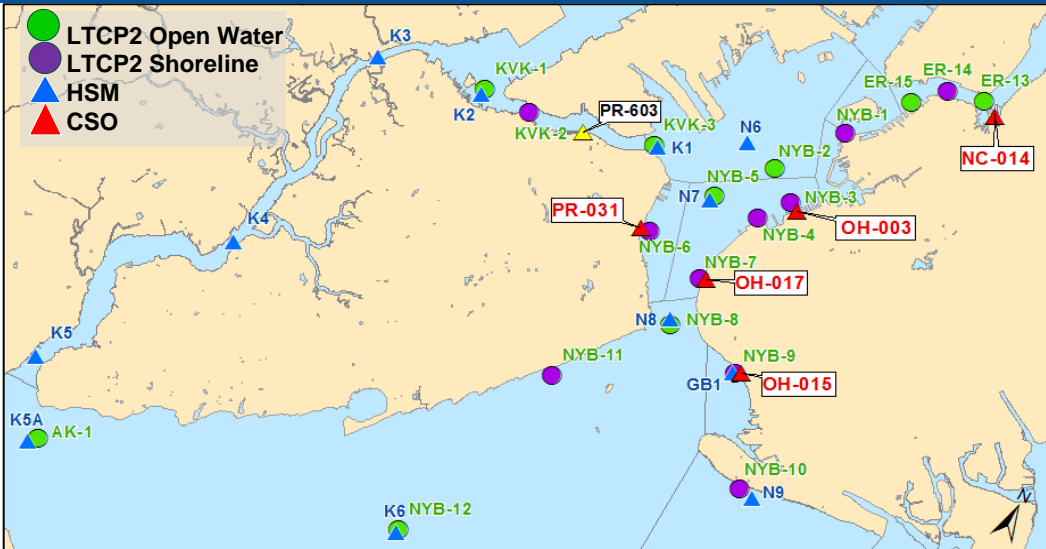 LTCP2 Open Water
LTCP2 Shoreline
HSM
CSO
K3
KVK-1
K2
KVK-2
PR-603
KVK-3
K1
N6
ER-15
ER-14
ER-13
NYB-1
NC-014
NYB-2
NYB-5
N7
NYB-3
NYB-4
OH-003
PR-031
NYB-6
K4
NYB-7
OH-017
N8
NYB-8
K5
NYB-11
NYB-9
GB1
OH-015
K5A
AK-1
NYB-10
N9
K6
NYB-12
N